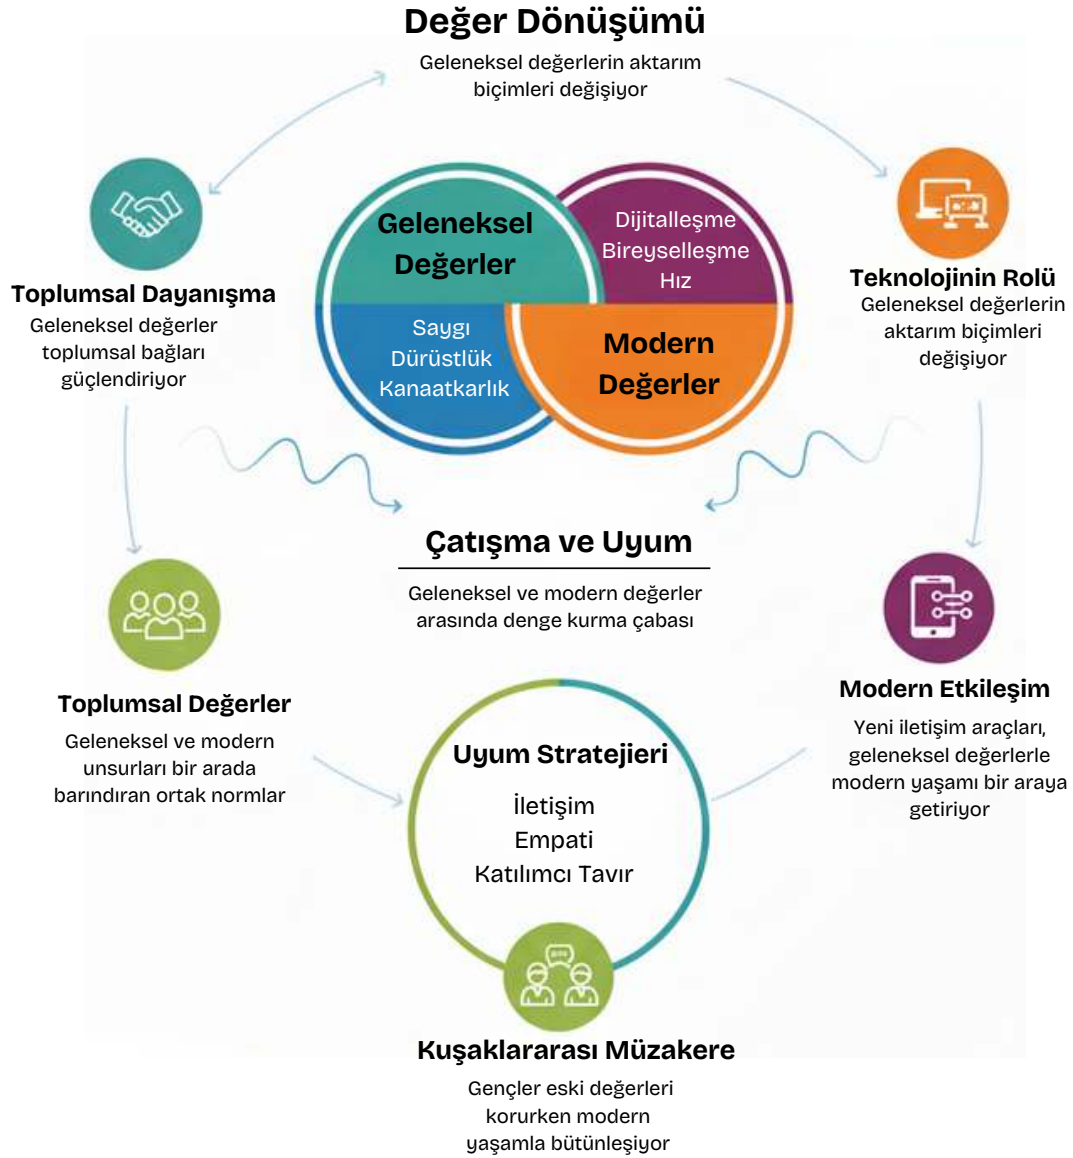 Değer Dönüşümü
Geleneksel değerlerin aktarım
biçimleri değişiyor
Geleneksel
Değerler
Dijitalleşme
Bireyselleşme
Hız
Saygı
Dürüstlük
Kanaatkarlık
Modern
Değerler
Toplumsal Dayanışma
Geleneksel değerler
toplumsal bağları
güçlendiriyor
Teknolojinin Rolü
Geleneksel değerlerin
aktarım biçimleri
değişiyor
Çatışma ve Uyum
Geleneksel ve modern değerler
arasında denge kurma çabası
Toplumsal Değerler
Geleneksel ve modern
unsurları bir arada
barındıran ortak normlar
Modern Etkileşim
Yeni iletişim araçları,
geleneksel değerlerle
modern yaşamı bir araya
getiriyor
Uyum Stratejieri
İletişim
Empati
Katılımcı Tavır
Kuşaklararası Müzakere
Gençler eski değerleri
korurken modern
yaşamla bütünleşiyor